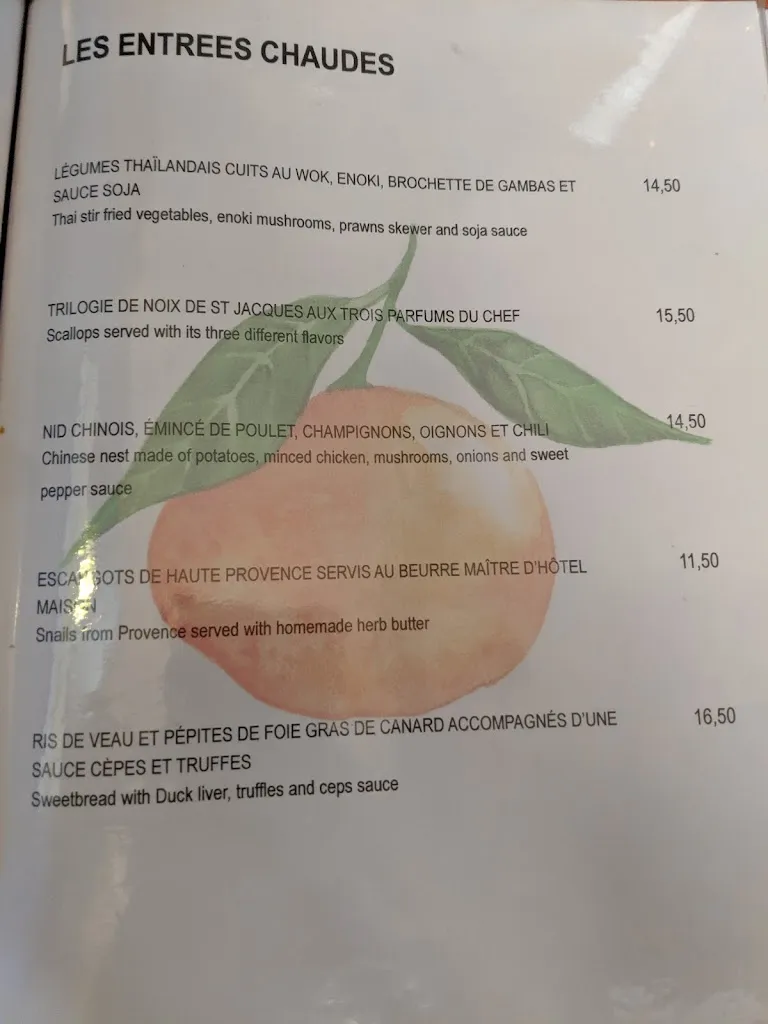 LES ENTREES CHAUDES
LÉGUMES THAÏLANDAIS CUITS AU WOK, ENOKI, BROCHETTE DE GAMBAS ET 14,50
SAUCE SOJA
Thai stir fried vegetables, enoki mushrooms, prawns skewer and soja sauce
TRILOGIE DE NOIX DE ST JACQUES AUX TROIS PARFUMS DU CHEF 15,50
Scallops served with its three different flavors
NID CHINOIS, ÉMINCÉ DE POULET, CHAMPIGNONS, OIGNONS ET CHILI 14,50
Chinese nest made of potatoes, minced chicken, mushrooms, onions and sweet
pepper sauce
ESCARGOTS DE HAUTE PROVENCE SERVIS AU BEURRE MAÎTRE D'HÔTEL 11,50
MAISON
Snails from Provence served with homemade herb butter
RIS DE VEAU ET PÉPITES DE FOIE GRAS DE CANARD ACCOMPAGNÉS D'UNE 16,50
SAUCE CÈPES ET TRUFFES
Sweetbread with Duck liver, truffles and ceps sauce